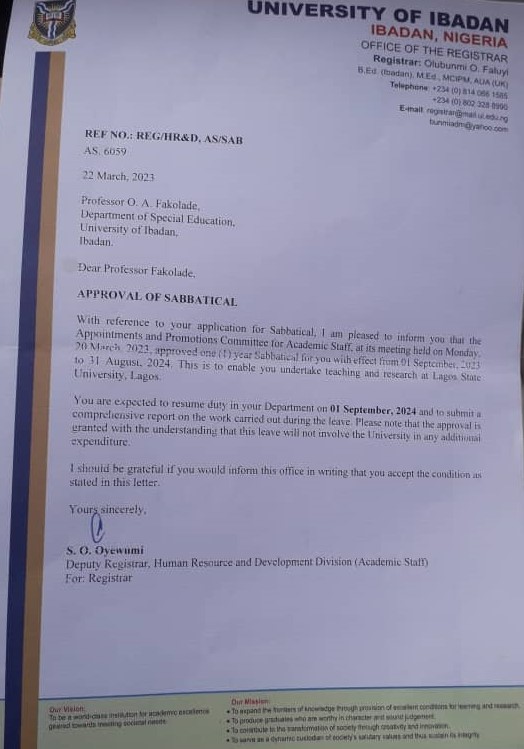 UNIVERSITY OF IBADAN
IBADAN, NIGERIA
OFFICE OF THE REGISTRAR
Registrar: Olubunmi O. Faluyi
B.Ed. (Ibadan), M.Ed., MCIPM, AUA (UK)
Telephone: +234 (0) 814 066 1565
+234 (0) 802 328 8990
E-mail: registrar@mail.ui.edu.ng
bunmiadm@yahoo.com
REF NO.: REG/HR&D, AS/SAB
AS. 6059
22 March, 2023
Professor O. A. Fakolade,
Department of Special Education,
University of Ibadan,
Ibadan.
Dear Professor Fakolade,
APPROVAL OF SABBATICAL
With reference to your application for Sabbatical, I am pleased to inform you that the
Appointments and Promotions Committee for Academic Staff, at its meeting held on Monday,
20 March, 2023, approved one (1) year Sabbatical for you with effect from 01 September, 2023
to 31 August, 2024. This is to enable you undertake teaching and research at Lagos State
University, Lagos.
You are expected to resume duty in your Department on 01 September, 2024 and to submit a
comprehensive report on the work carried out during the leave. Please note that the approval is
granted with the understanding that this leave will not involve the University in any additional
expenditure.
I should be grateful if you would inform this office in writing that you accept the condition as
stated in this letter.
Yours sincerely,
S. O. Oyewumi
Deputy Registrar, Human Resource and Development Division (Academic Staff)
For: Registrar
Our Vision:
To be a world-class institution for academic excellence
geared towards meeting societal needs
Our Mission:
• To expand the frontiers of knowledge through provision of excellent conditions for learning and research.
• To produce graduates who are worthy in character and sound judgement.
• To contribute to the transformation of society through creativity and innovation.
• To serve as a dynamic custodian of society's salutary values and thus sustain its integrity.